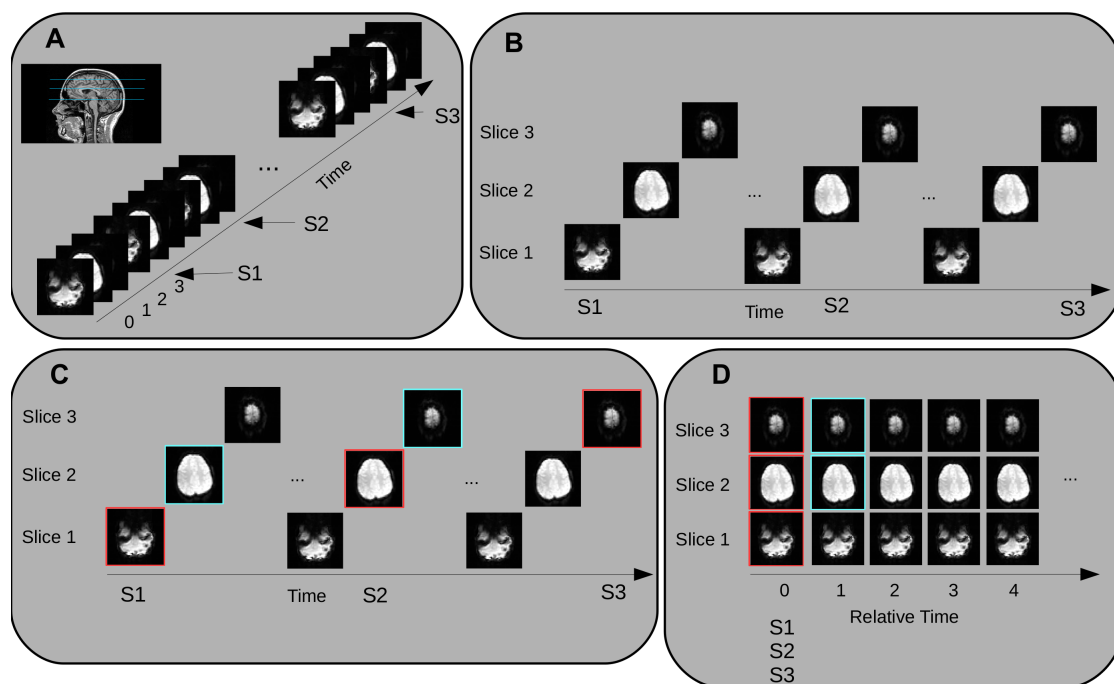 A
S3
...
Time
S2
S1
3
2
1
0
B
Slice 3
Slice 2
... ...
Slice 1
S1 Time S2 S3
C
Slice 3
Slice 2
... ...
Slice 1
S1 Time S2 S3
D
Slice 3
Slice 2
...
Slice 1
0 1 2 3 4
Relative Time
S1
S2
S3